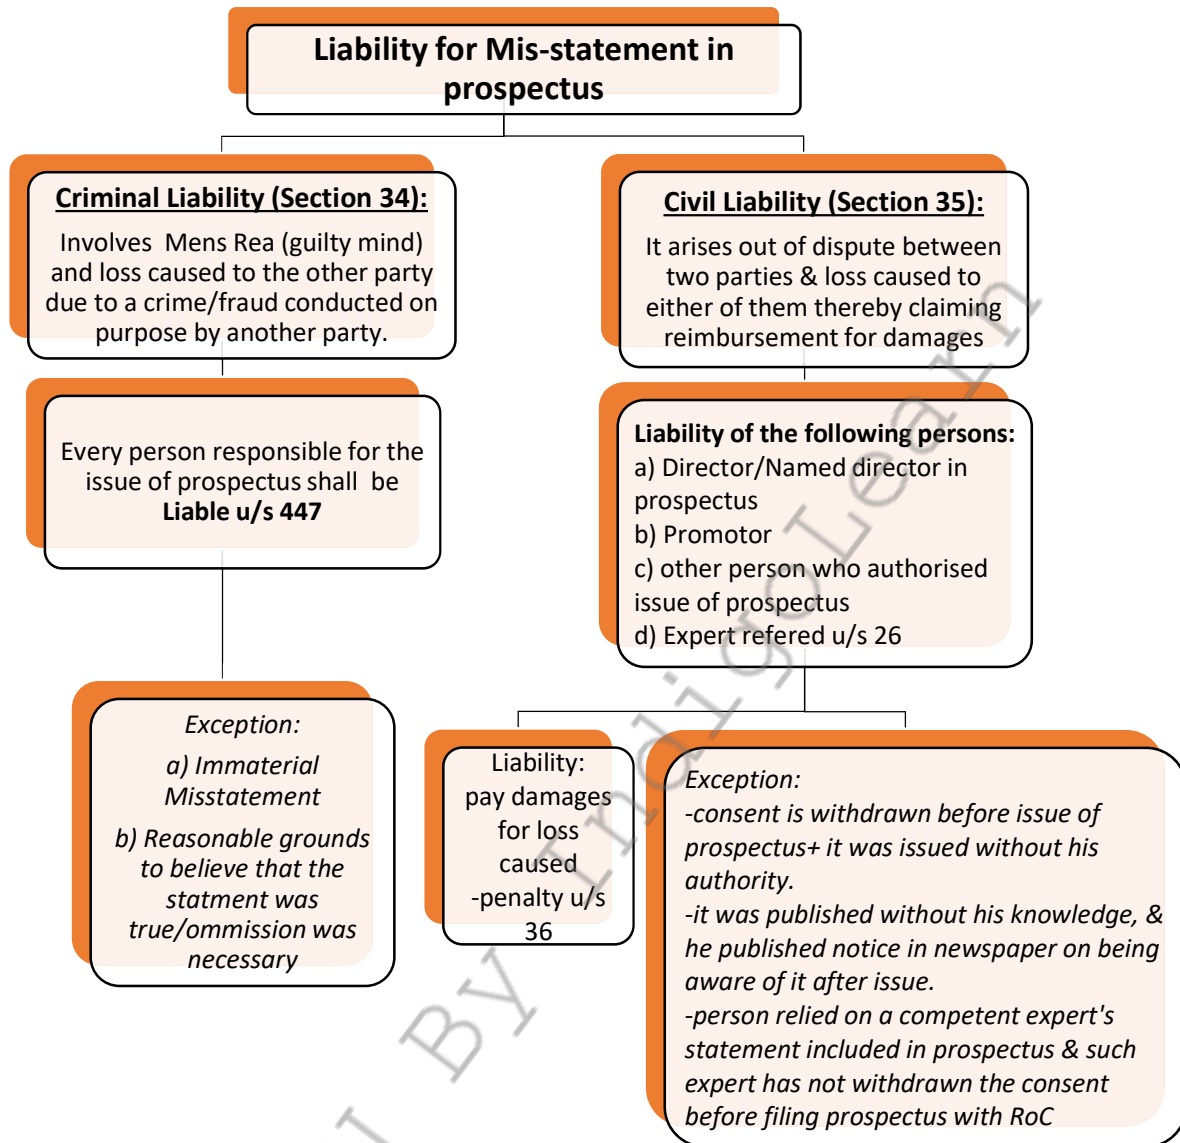 Liability for Mis-statement in
prospectus
Criminal Liability (Section 34):
Involves Mens Rea (guilty mind)
and loss caused to the other party
due to a crime/fraud conducted on
purpose by another party.
Every person responsible for the
issue of prospectus shall be
Liable u/s 447
Exception:
a) Immaterial
Misstatement
b) Reasonable grounds
to believe that the
statment was
true/ommission was
necessary
Civil Liability (Section 35):
It arises out of dispute between
two parties & loss caused to
either of them thereby claiming
reimbursement for damages
Liability of the following persons:
a) Director/Named director in
prospectus
b) Promotor
c) other person who authorised
issue of prospectus
d) Expert refered u/s 26
Liability:
pay damages
for loss
caused
-penalty u/s
36
Exception:
-consent is withdrawn before issue of
prospectus+ it was issued without his
authority.
-it was published without his knowledge, &
he published notice in newspaper on being
aware of it after issue.
-person relied on a competent expert's
statement included in prospectus & such
expert has not withdrawn the consent
before filing prospectus with RoC
By IndigoLearn